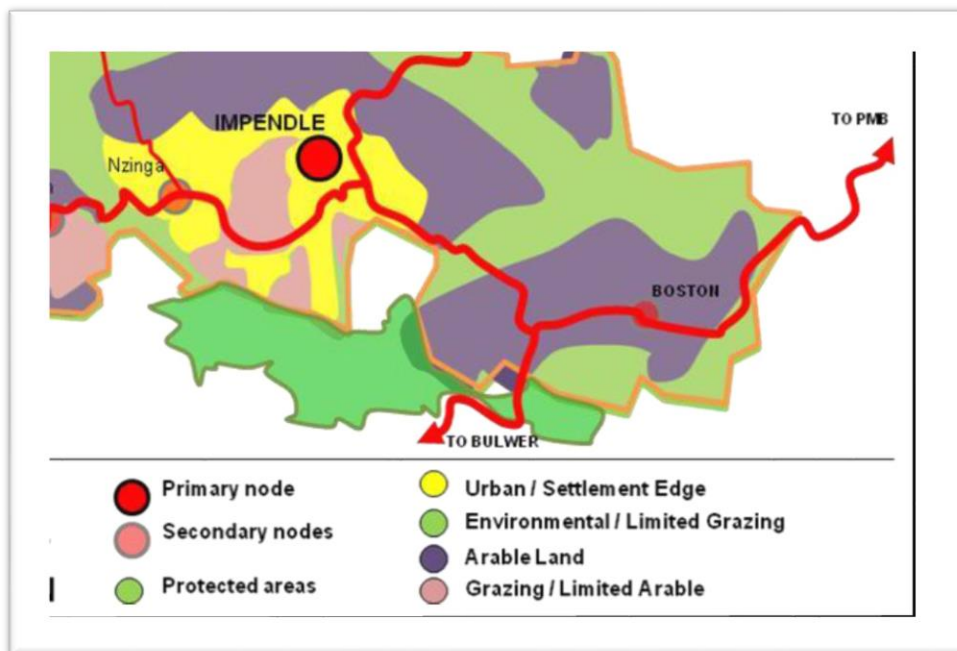 IMPENDLE
TO PMB
Nzinga
BOSTON
TO BULWER
Primary node
Secondary nodes
Protected areas
Urban / Settlement Edge
Environmental / Limited Grazing
Arable Land
Grazing / Limited Arable